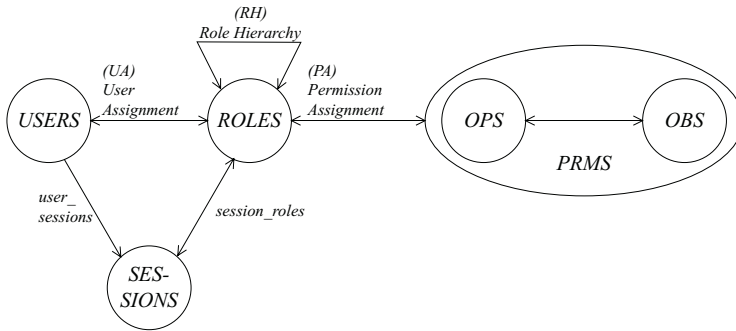 (RH)
Role Hierarchy
(UA)
User
Assignment
(PA)
Permission
Assignment
USERS
ROLES
OPS
OBS
PRMS
user_
sessions
session_roles
SES-
SIONS